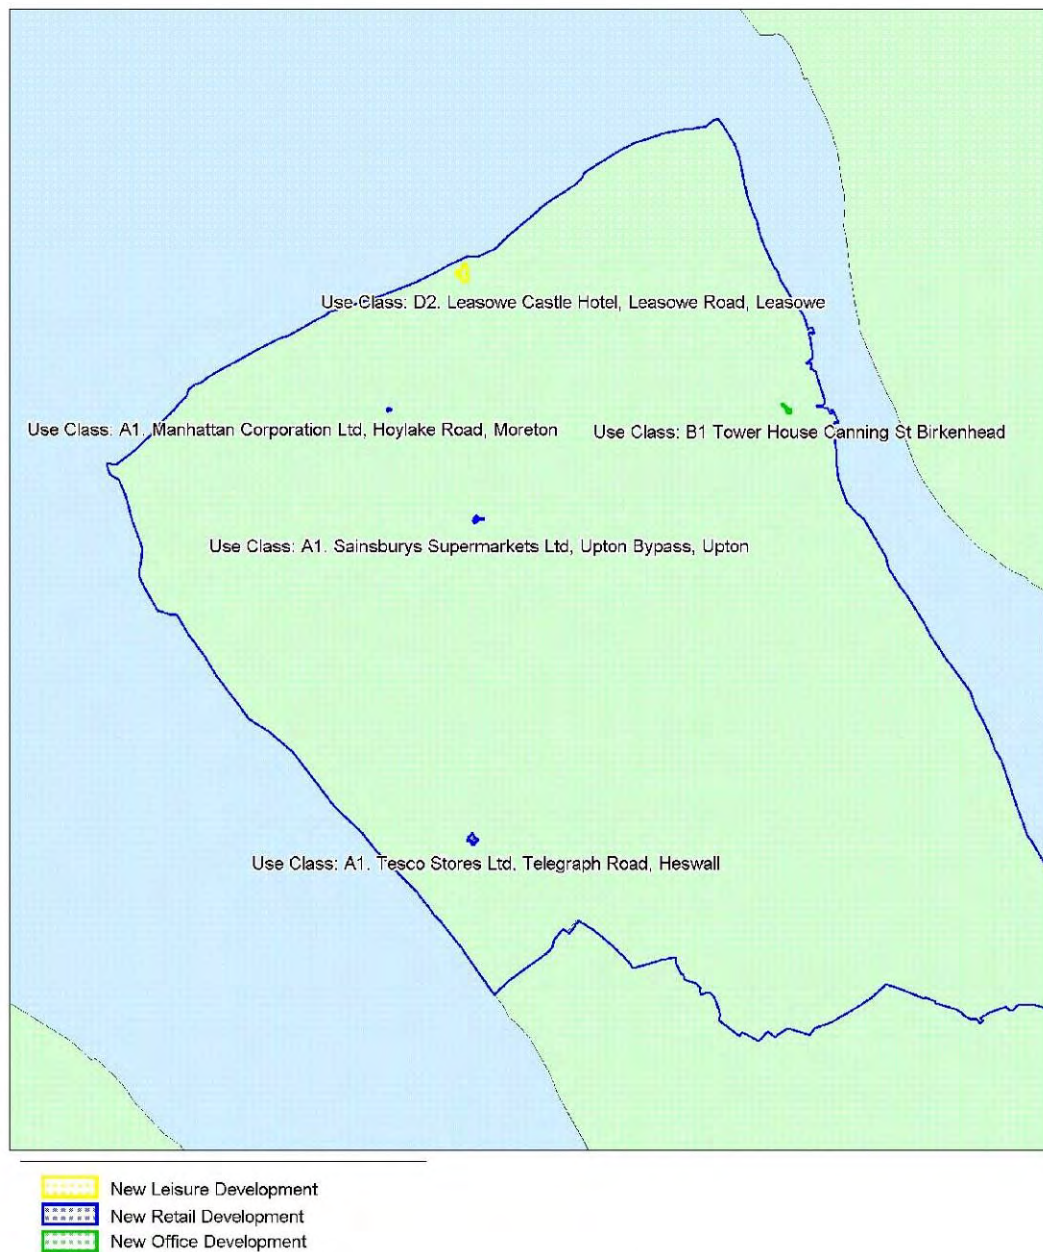 Use Class: D2. Leasowe Castle Hotel, Leasowe Road, Leasowe
Use Class: A1. Manhattan Corporation Ltd, Hoylake Road, Moreton
Use Class: B1 Tower House Canning St Birkenhead
Use Class: A1. Sainsburys Supermarkets Ltd, Upton Bypass, Upton
Use Class: A1. Tesco Stores Ltd. Telegraph Road, Heswall
New Leisure Development
New Retail Development
New Office Development